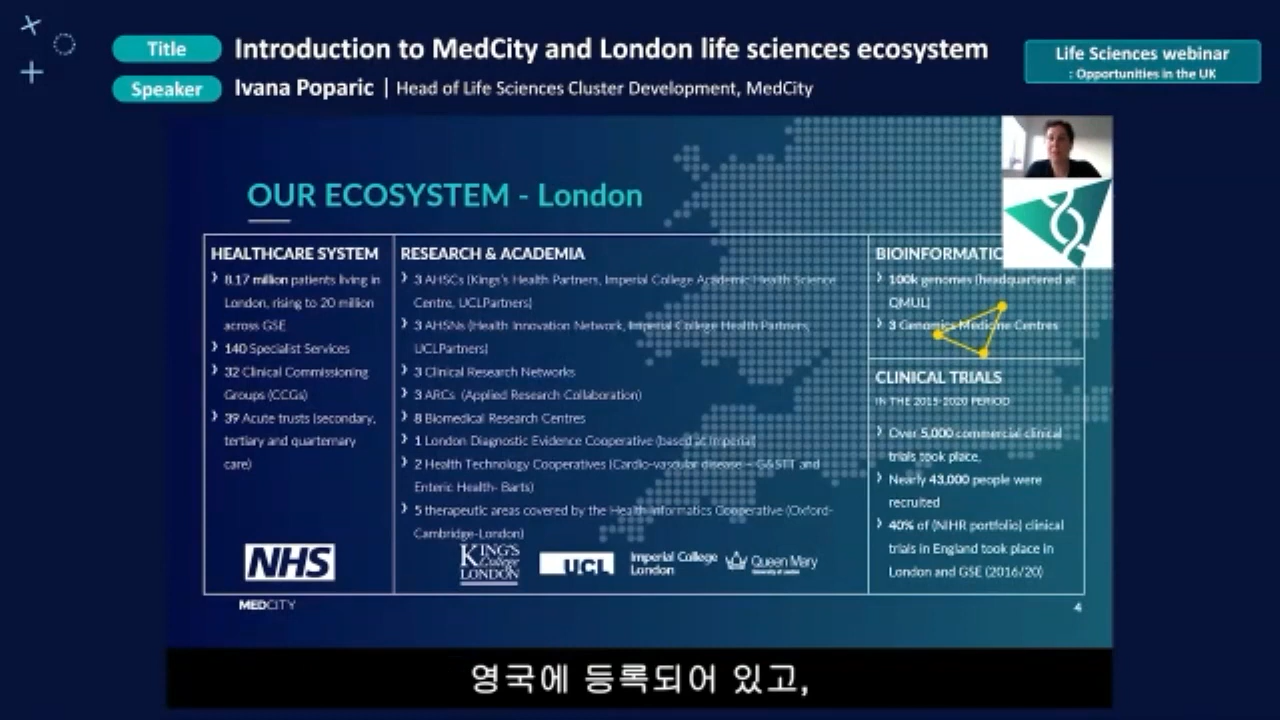 Title
Introduction to MedCity and London life sciences ecosystem
Life Sciences webinar
: Opportunities in the UK
Speaker
Ivana Poparic | Head of Life Sciences Cluster Development, MedCity
OUR ECOSYSTEM - London
HEALTHCARE SYSTEM
8.17 million patients living in
London, rising to 20 million
across GSE
140 Specialist Services
32 Clinical Commissioning
Groups (CCGs)
39 Acute trusts (secondary,
tertiary and quarternary
care)
NHS
RESEARCH & ACADEMIA
3 AHSCs (Kings's Health Partners, Imperial College Academic Health Science
Centre, UCLPartners)
3 AHSNs (Health Innovation Network, Imperial College Health Partners,
UCLPartners)
3 Clinical Research Networks
3 ARCs (Applied Research Collaboration)
8 Biomedical Research Centres
1 London Diagnostic Evidence Cooperative (based at Imperial)
2 Health Technology Cooperatives (Cardio-vascular disease – G&STT and
Enteric Health- Barts)
5 therapeutic areas covered by the Health Informatics Cooperative (Oxford-
Cambridge-London)
KING'S
College
LONDON
UCL
Imperial College
London
Queen Mary
University of London
BIOINFORMATIC
100k genomes (headquartered at
QMUL)
3 Genomics Medicine Centres
CLINICAL TRIALS
IN THE 2015-2020 PERIOD
Over 5,000 commercial clinical
trials took place,
Nearly 43,000 people were
recruited
40% of (NIHR portfolio) clinical
trials in England took place in
London and GSE (2016/20)
MEDCITY
4
영국에 등록되어 있고,